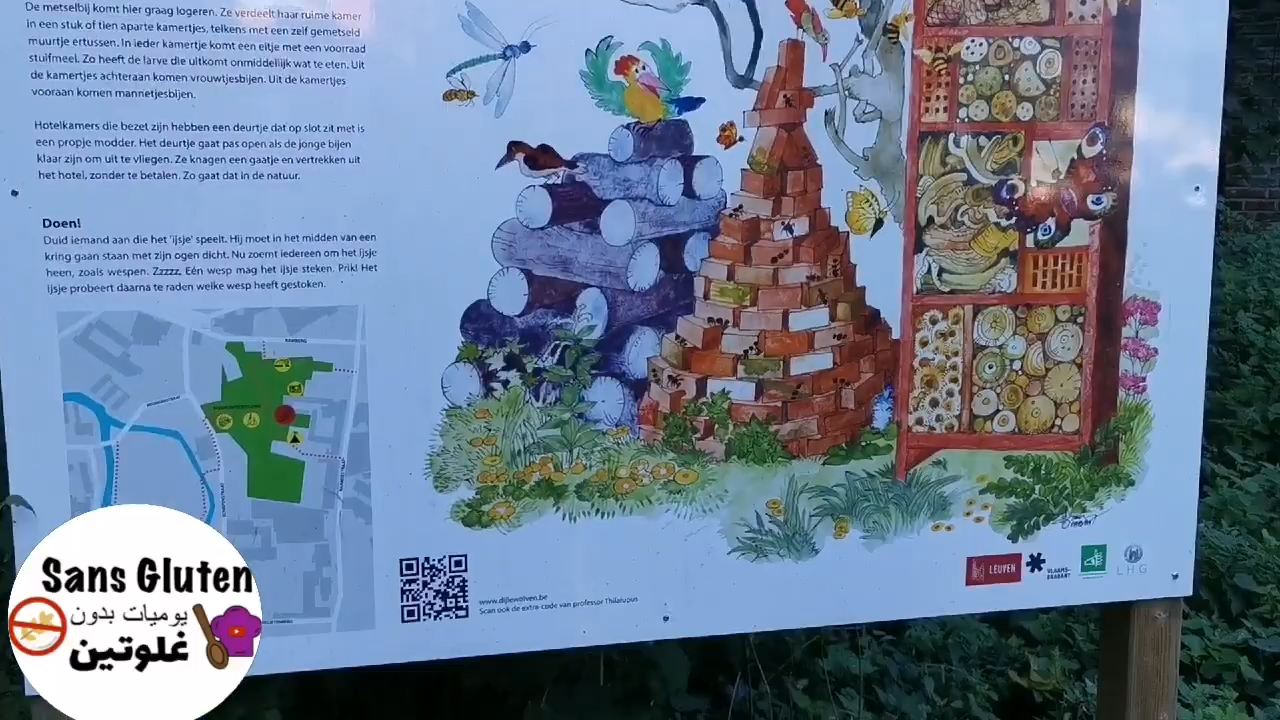 De metselbij komt hier graag logeren. Ze verdeelt haar ruime kamer
in een stuk of tien aparte kamertjes, telkens met een zelf gemetseld
muurtje ertussen. In ieder kamertje komt een eitje met een voorraad
stuifmeel. Zo heeft de larve die uitkomt onmiddellijk wat te eten. Uit
de kamertjes achteraan komen vrouwtjesbijen. Uit de kamertjes
vooraan komen mannetjesbijen.
Hotelkamers die bezet zijn hebben een deurtje dat op slot zit met is
een propje modder. Het deurtje gaat pas open als de jonge bijen
klaar zijn om uit te vliegen. Ze knagen een gaatje en vertrekken uit
het hotel, zonder te betalen. Zo gaat dat in de natuur.
Doen!
Duid iemand aan die het 'ijsje' speelt. Hij moet in het midden van een
kring gaan staan met zijn ogen dicht. Nu zoemt iedereen om het ijsje
heen, zoals wespen. Zzzzz. Eén wesp mag het ijsje steken. Prik! Het
ijsje probeert daarna te raden welke wesp heeft gestoken.
www.dijlewolven.be
Scan ook de extra-code van professor Thilalupus
LEUVEN
VLAAMS-
BRABANT
LHG
Sans Gluten
يوميات بدون
غلوتين